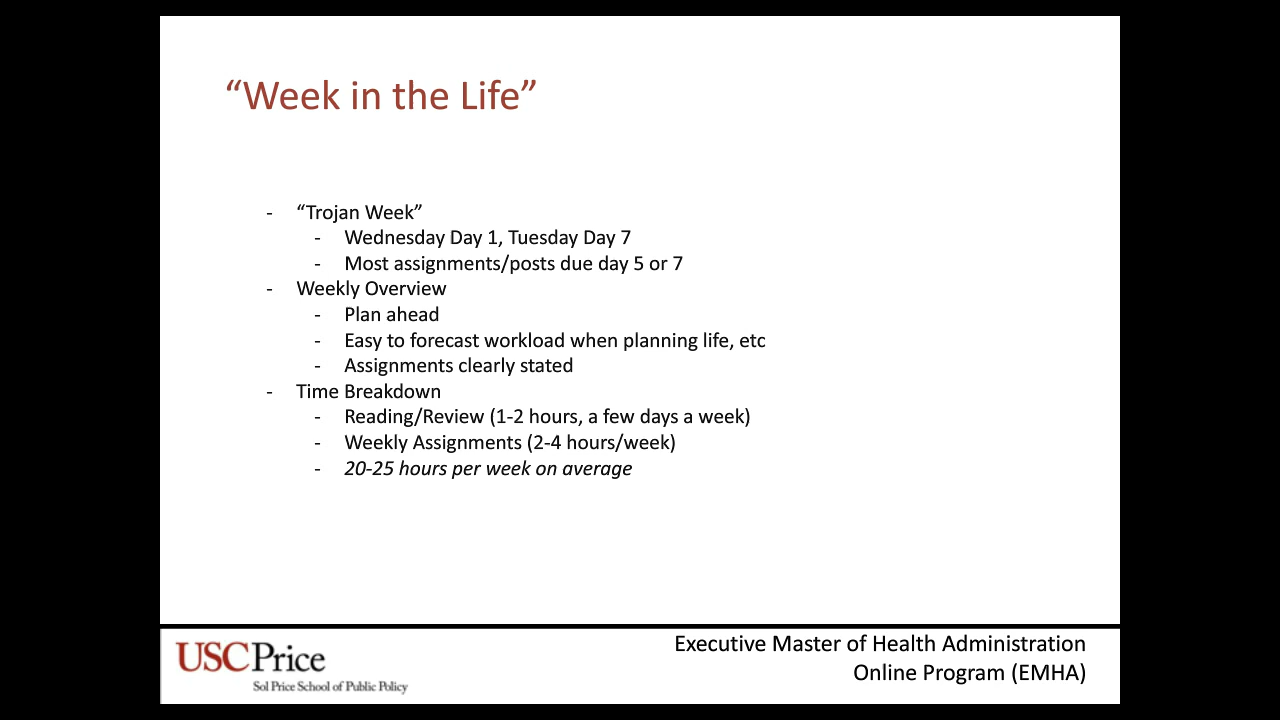 “Week in the Life”
- “Trojan Week”
- Wednesday Day 1, Tuesday Day 7
- Most assignments/posts due day 5 or 7
- Weekly Overview
- Plan ahead
- Easy to forecast workload when planning life, etc
- Assignments clearly stated
- Time Breakdown
- Reading/Review (1-2 hours, a few days a week)
- Weekly Assignments (2-4 hours/week)
- 20-25 hours per week on average
USCPrice
Sol Price School of Public Policy
Executive Master of Health Administration
Online Program (EMHA)